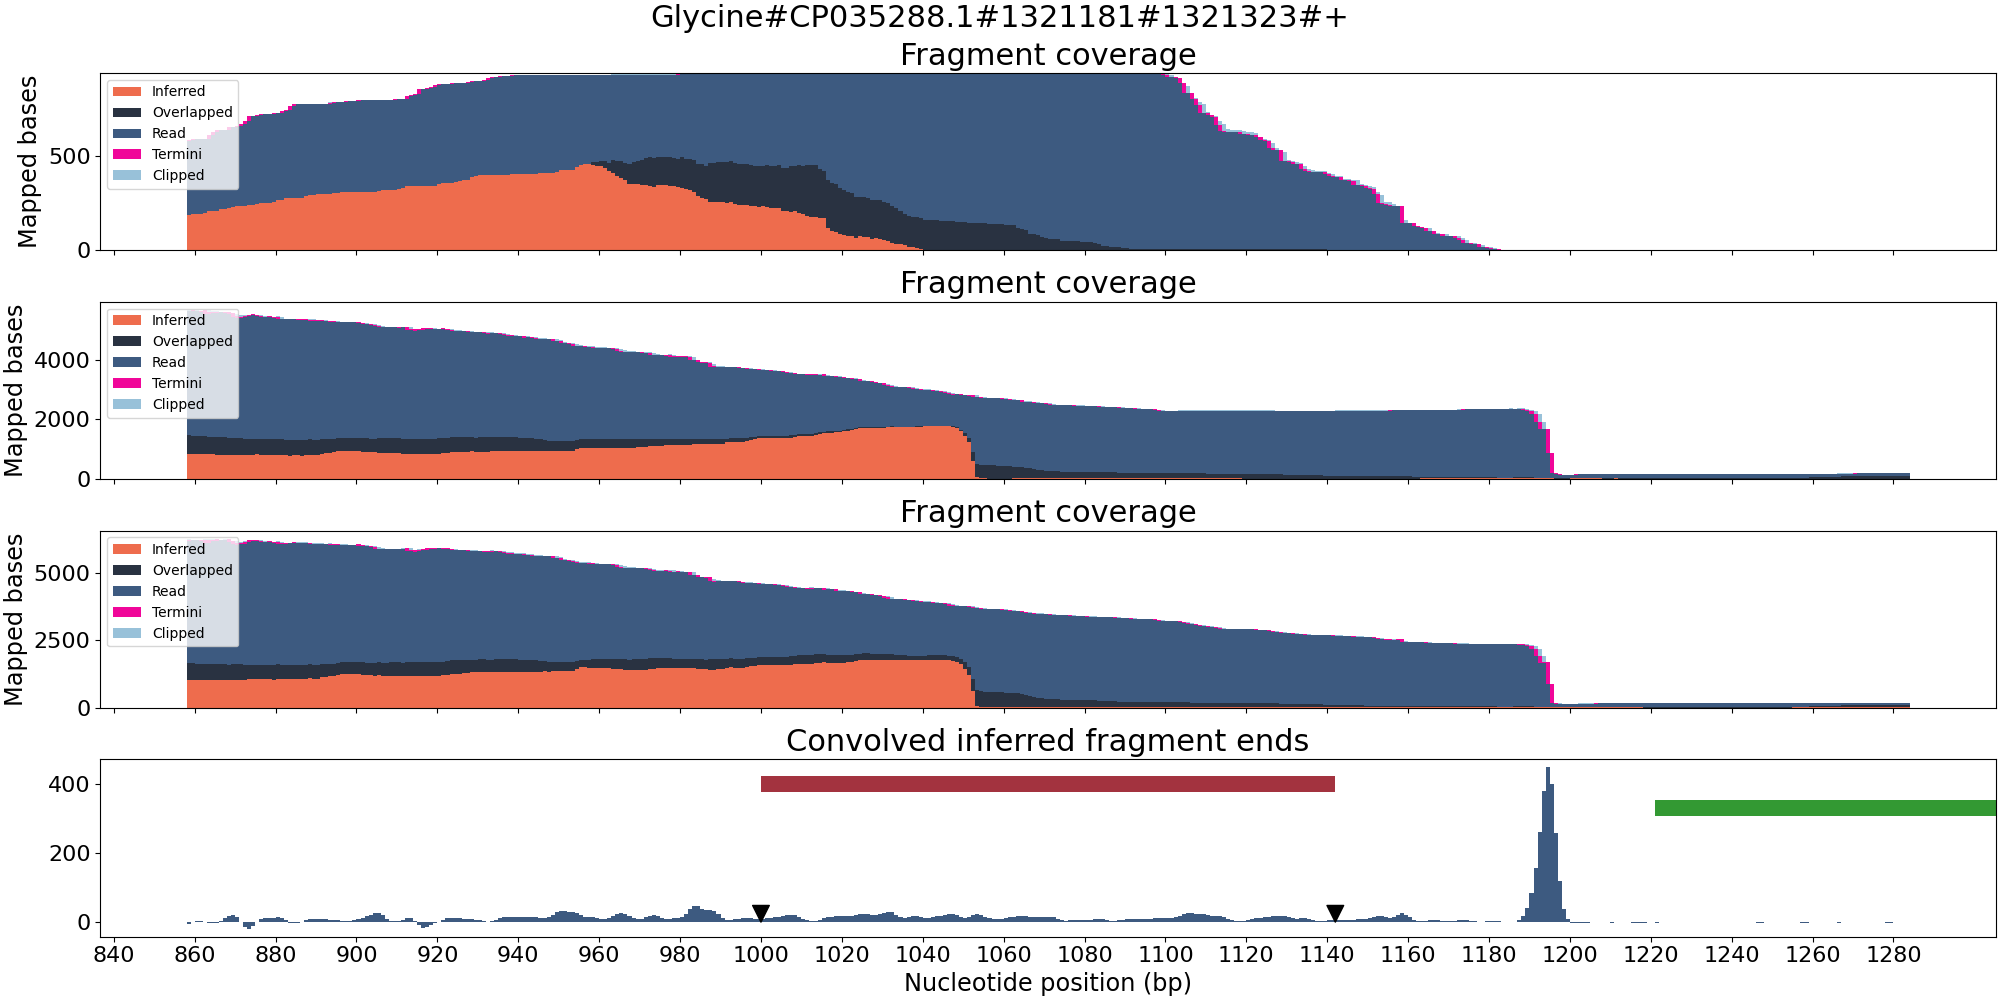 Glycine#CP035288.1#1321181#1321323#+
Fragment coverage
Mapped bases
500
0
Inferred
Overlapped
Read
Termini
Clipped
Fragment coverage
Mapped bases
4000
2000
0
Inferred
Overlapped
Read
Termini
Clipped
Fragment coverage
Mapped bases
5000
2500
0
Inferred
Overlapped
Read
Termini
Clipped
Convolved inferred fragment ends
400
200
0
840 860 880 900 920 940 960 980 1000 1020 1040 1060 1080 1100 1120 1140 1160 1180 1200 1220 1240 1260 1280
Nucleotide position (bp)